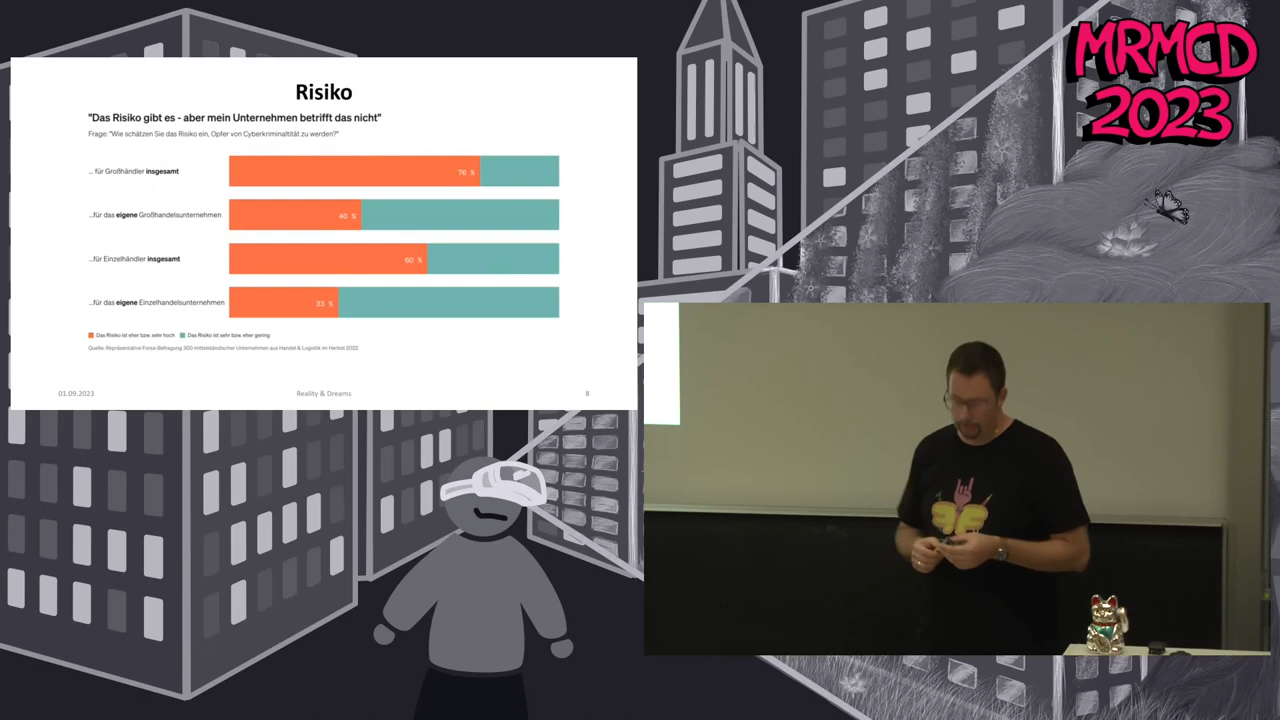 MRMCD
2023
Risiko
"Das Risiko gibt es - aber mein Unternehmen betrifft das nicht"
Frage: "Wie schätzen Sie das Risiko ein, Opfer von Cyberkriminaltität zu werden?"
... für Großhändler insgesamt
76 %
...für das eigene Großhandelsunternehmen
40 %
...für Einzelhändler insgesamt
60 %
...für das eigene Einzelhandelsunternehmen
33 %
Das Risiko ist eher bzw. sehr hoch Das Risiko ist sehr bzw. eher gering
Quelle: Repräsentative Forsa-Befragung 300 mittelständischer Unternehmen aus Handel & Logistik im Herbst 2022
01.09.2023 Reality & Dreams 8